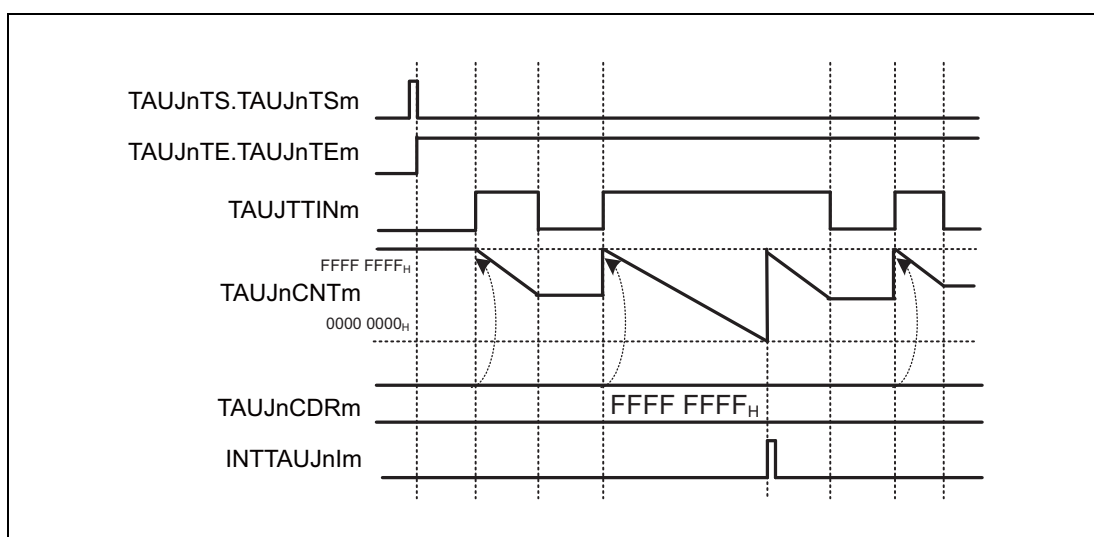 TAUJnTS.TAUJnTSm
TAUJnTE.TAUJnTEm
TAUJTTINm
FFFF FFFFH
TAUJnCNTm
0000 0000H
TAUJnCDRm
FFFF FFFFH
INTTAUJnIm